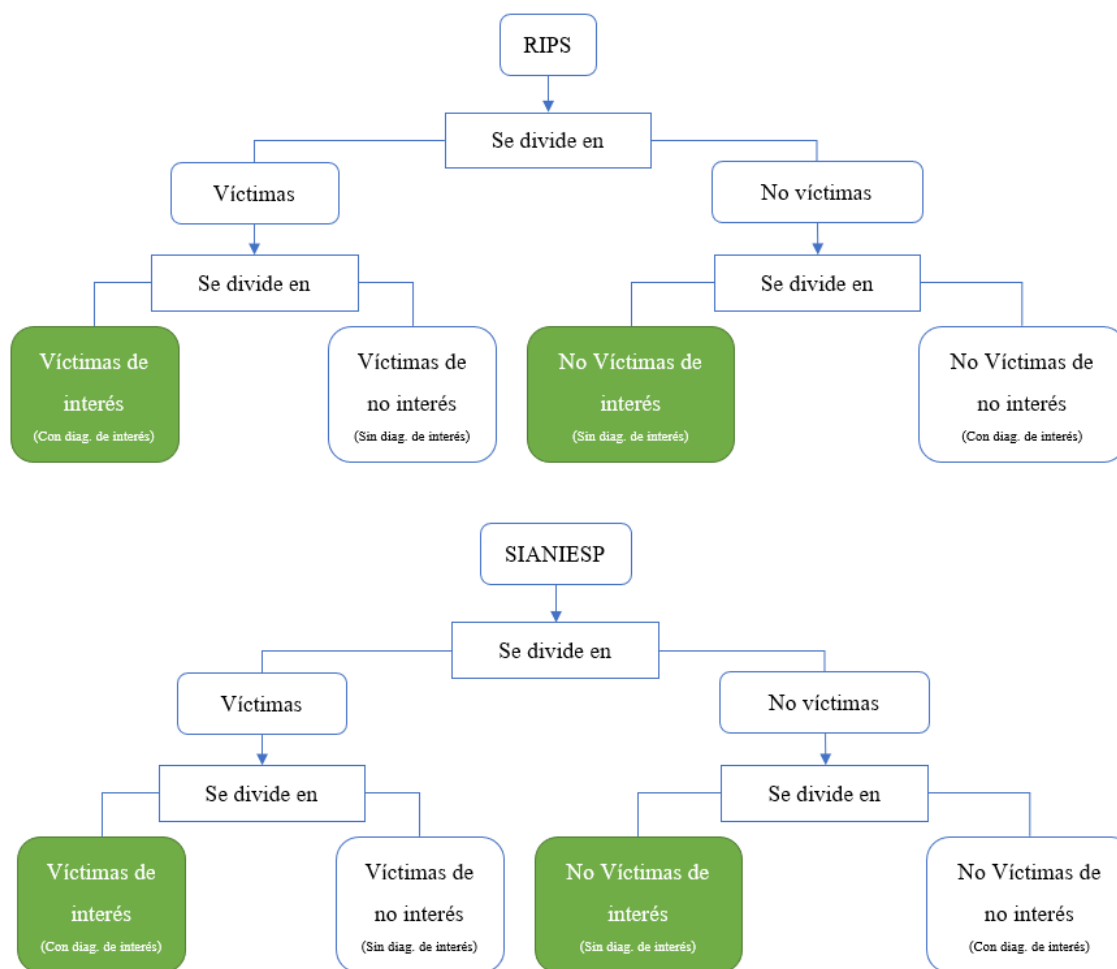 RIPS
Se divide en
Víctimas
No víctimas
Se divide en
Se divide en
Víctimas de
interés
(Con diag. de interés)
Víctimas de
no interés
(Sin diag. de interés)
No Víctimas de
interés
(Sin diag. de interés)
No Víctimas de
no interés
(Con diag. de interés)
SIANIESP
Se divide en
Víctimas
No víctimas
Se divide en
Se divide en
Víctimas de
interés
(Con diag. de interés)
Víctimas de
no interés
(Sin diag. de interés)
No Víctimas de
interés
(Sin diag. de interés)
No Víctimas de
no interés
(Con diag. de interés)